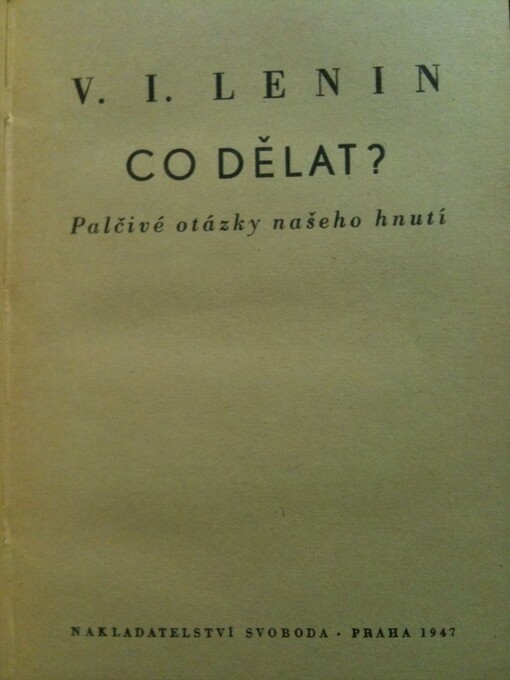 V. I. LENIN
CO DĚLAT?
Palčivé otázky našeho hnutí
NAKLADATELSTVÍ SVOBODA · PRAHA 1947